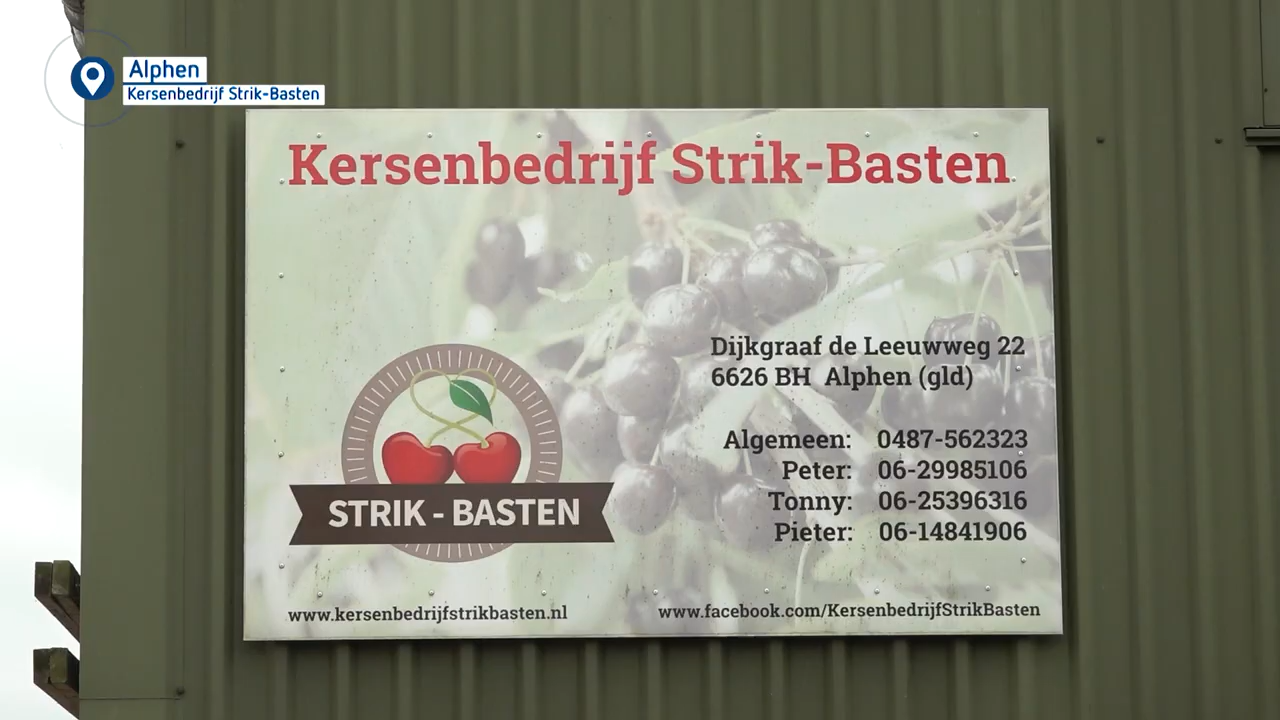 Alphen
Kersenbedrijf Strik-Basten
Kersenbedrijf Strik-Basten
Dijkgraaf de Leeuwweg 22
6626 BH Alphen (gld)
Algemeen: 0487-562323
Peter: 06-29985106
Tonny: 06-25396316
Pieter: 06-14841906
STRIK - BASTEN
www.kersenbedrijfstrikbasten.nl
www.facebook.com/KersenbedrijfStrikBasten